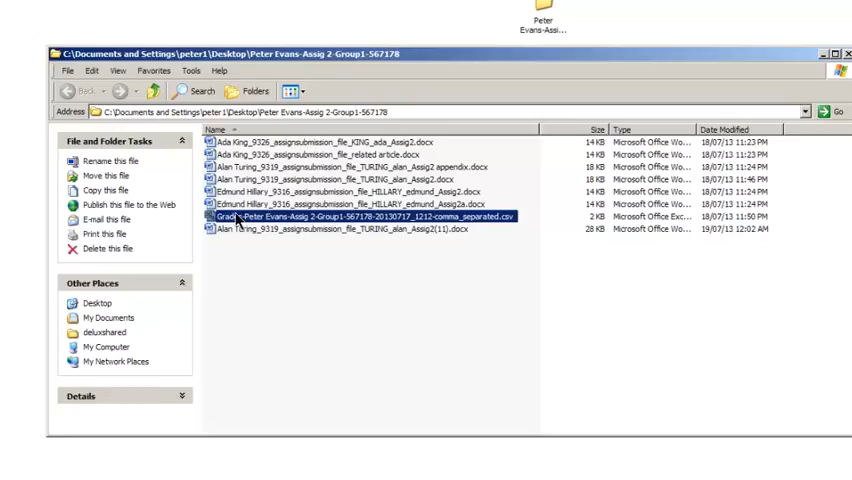 Peter
Evans-Assi...
C:\Documents and Settings\peter1\Desktop\Peter Evans-Assig 2-Group1-567178
File Edit View Favorites Tools Help
Back Search Folders
Address C:\Documents and Settings\peter1\Desktop\Peter Evans-Assig 2-Group1-567178 Go
Name Size Type Date Modified
File and Folder Tasks
Rename this file
Move this file
Copy this file
Publish this file to the Web
E-mail this file
Print this file
Delete this file
Other Places
Desktop
My Documents
deluxshared
My Computer
My Network Places
Details
Ada King_9326_assignsubmission_file_KING_ada_Assig2.docx 14 KB Microsoft Office Wo... 18/07/13 11:23 PM
Ada King_9326_assignsubmission_file_related article.docx 14 KB Microsoft Office Wo... 18/07/13 11:23 PM
Alan Turing_9319_assignsubmission_file_TURING_alan_Assig2 appendix.docx 18 KB Microsoft Office Wo... 18/07/13 11:24 PM
Alan Turing_9319_assignsubmission_file_TURING_alan_Assig2.docx 18 KB Microsoft Office Wo... 18/07/13 11:46 PM
Edmund Hillary_9316_assignsubmission_file_HILLARY_edmund_Assig2.docx 14 KB Microsoft Office Wo... 18/07/13 11:24 PM
Edmund Hillary_9316_assignsubmission_file_HILLARY_edmund_Assig2a.docx 14 KB Microsoft Office Wo... 18/07/13 11:24 PM
Grades-Peter Evans-Assig 2-Group1-567178-20130717_1212-comma_separated.csv 2 KB Microsoft Office Exc... 18/07/13 11:50 PM
Alan Turing_9319_assignsubmission_file_TURING_alan_Assig2(11).docx 28 KB Microsoft Office Wo... 19/07/13 12:02 AM